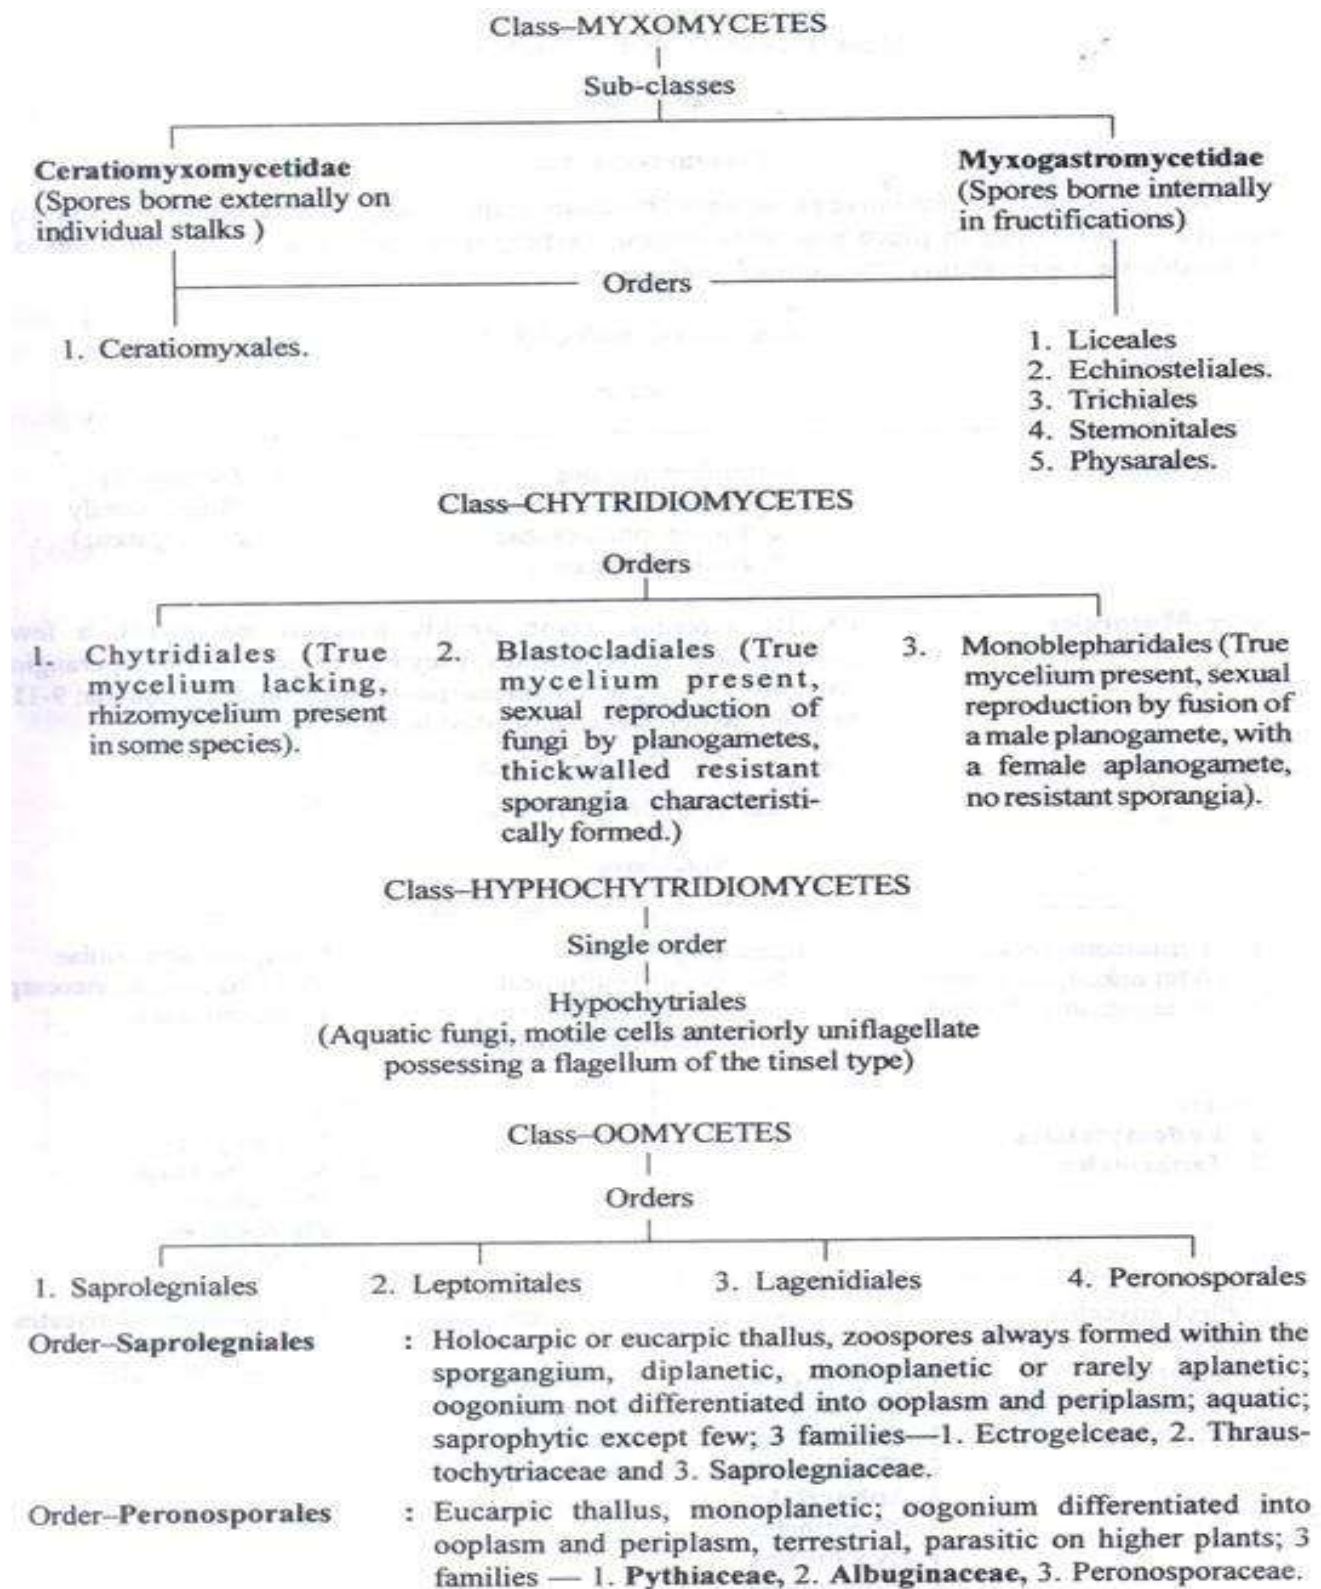 Class–MYXOMYCETES
Sub-classes
Ceratiomyxomycetidae
(Spores borne externally on
individual stalks )
Myxogastromycetidae
(Spores borne internally
in fructifications)
Orders
1. Ceratiomyxales.
1. Liceales
2. Echinosteliales.
3. Trichiales
4. Stemonitales
5. Physarales.
Class–CHYTRIDIOMYCETES
Orders
1. Chytridiales (True
mycelium lacking,
rhizomycelium present
in some species).
2. Blastocladiales (True
mycelium present,
sexual reproduction of
fungi by planogametes,
thickwalled resistant
sporangia characteristi-
cally formed.)
3. Monoblepharidales (True
mycelium present, sexual
reproduction by fusion of
a male planogamete, with
a female aplanogamete,
no resistant sporangia).
Class–HYPHOCHYTRIDIOMYCETES
Single order
Hypochytriales
(Aquatic fungi, motile cells anteriorly uniflagellate
possessing a flagellum of the tinsel type)
Class–OOMYCETES
Orders
1. Saprolegniales 2. Leptomitales 3. Lagenidiales 4. Peronosporales
Order–Saprolegniales : Holocarpic or eucarpic thallus, zoospores always formed within the
sporgangium, diplanetic, monoplanetic or rarely aplanetic;
oogonium not differentiated into ooplasm and periplasm; aquatic;
saprophytic except few; 3 families—1. Ectrogelceae, 2. Thraus-
tochytriaceae and 3. Saprolegniaceae.
Order–Peronosporales : Eucarpic thallus, monoplanetic; oogonium differentiated into
ooplasm and periplasm, terrestrial, parasitic on higher plants; 3
families — 1. Pythiaceae, 2. Albuginaceae, 3. Peronosporaceae.